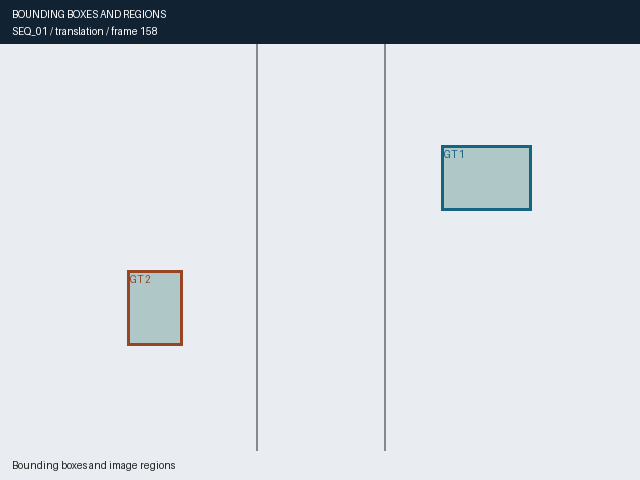 BOUNDING BOXES AND REGIONS
SEQ_01 / translation / frame 158
GT1
GT2
Bounding boxes and image regions